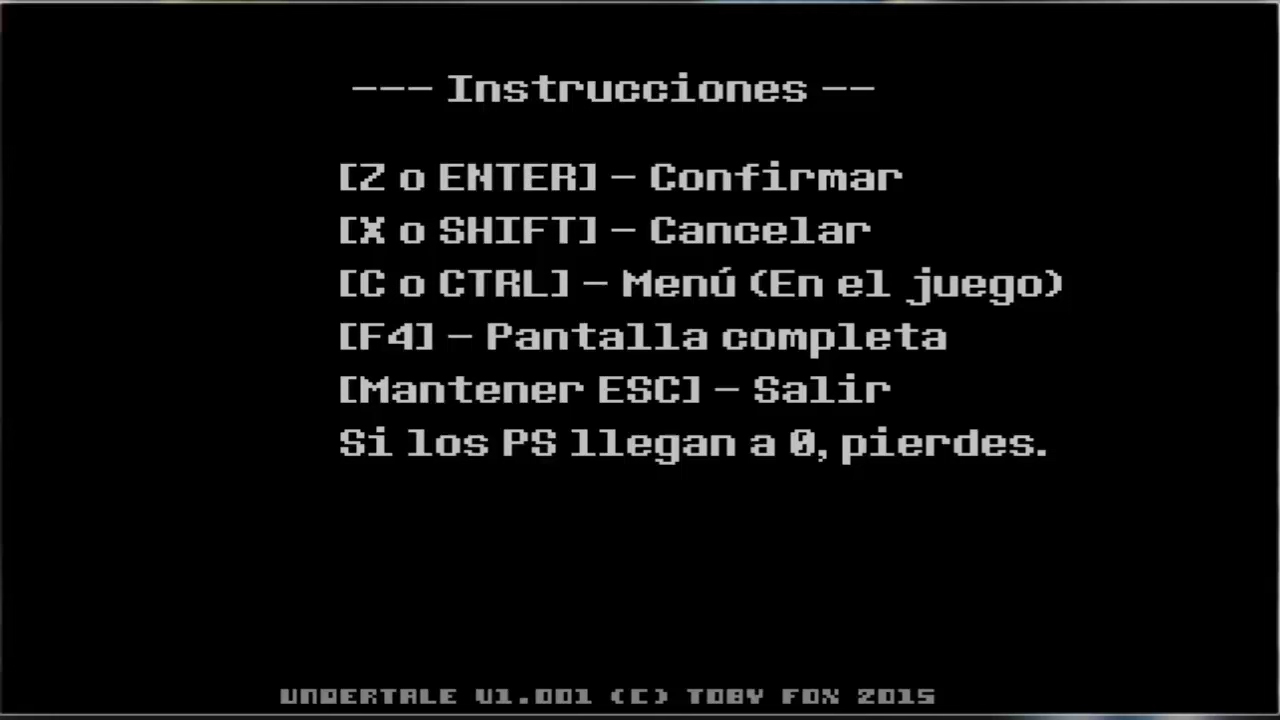 --- Instrucciones --
[Z o ENTER] - Confirmar
[X o SHIFT] - Cancelar
[C o CTRL] - Menú (En el juego)
[F4] - Pantalla completa
[Mantener ESC] - Salir
Si los PS llegan a 0, pierdes.
UNDERTALE V1.001 (C) TOBY FOX 2015